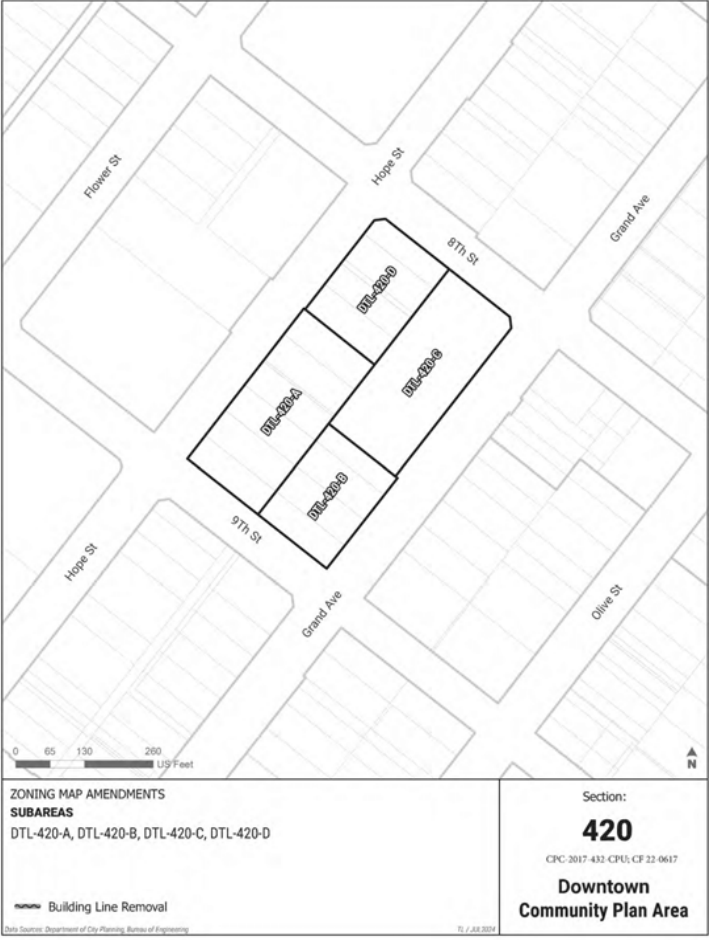 Flower St
Hope St
8Th St
Grand Ave
DTL-420-D
DTL-420-C
DTL-420-A
DTL-420-B
9Th St
Hope St
Grand Ave
Olive St
0 65 130 260
US Feet
N
ZONING MAP AMENDMENTS
SUBAREAS
DTL-420-A, DTL-420-B, DTL-420-C, DTL-420-D
Building Line Removal
Data Sources: Department of City Planning, Bureau of Engineering
TL / JUL 2024
Section:
420
CPC-2017-432-CPU; CF 22-0617
Downtown
Community Plan Area